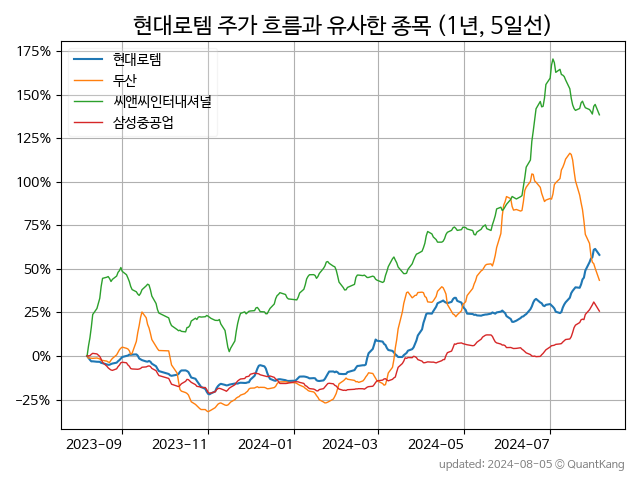 현대로템 주가 흐름과 유사한 종목 (1년, 5일선)
현대로템
두산
씨앤씨인터내셔널
삼성중공업
175%
150%
125%
100%
75%
50%
25%
0%
−25%
2023-09 2023-11 2024-01 2024-03 2024-05 2024-07
updated: 2024-08-05 © QuantKang